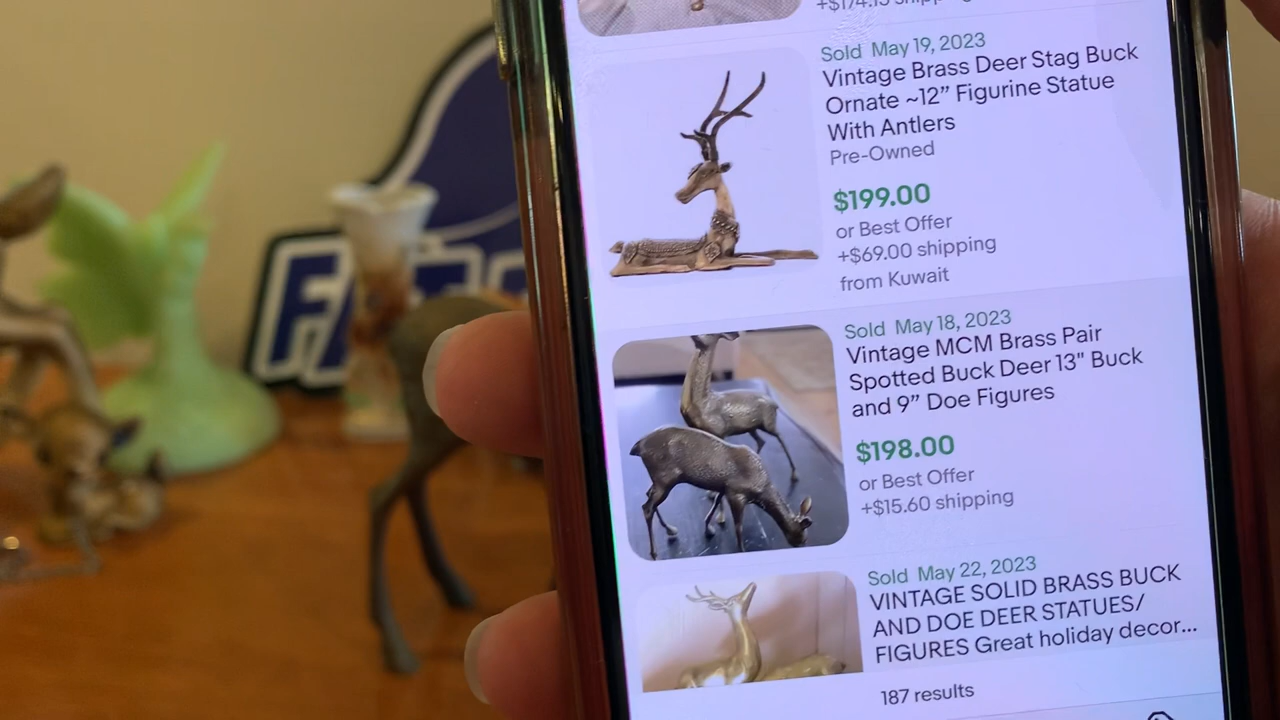 +$174.15 shipping
Sold May 19, 2023
Vintage Brass Deer Stag Buck
Ornate ~12” Figurine Statue
With Antlers
Pre-Owned
$199.00
or Best Offer
+$69.00 shipping
from Kuwait
Sold May 18, 2023
Vintage MCM Brass Pair
Spotted Buck Deer 13" Buck
and 9” Doe Figures
$198.00
or Best Offer
+$15.60 shipping
Sold May 22, 2023
VINTAGE SOLID BRASS BUCK
AND DOE DEER STATUES/
FIGURES Great holiday decor...
187 results